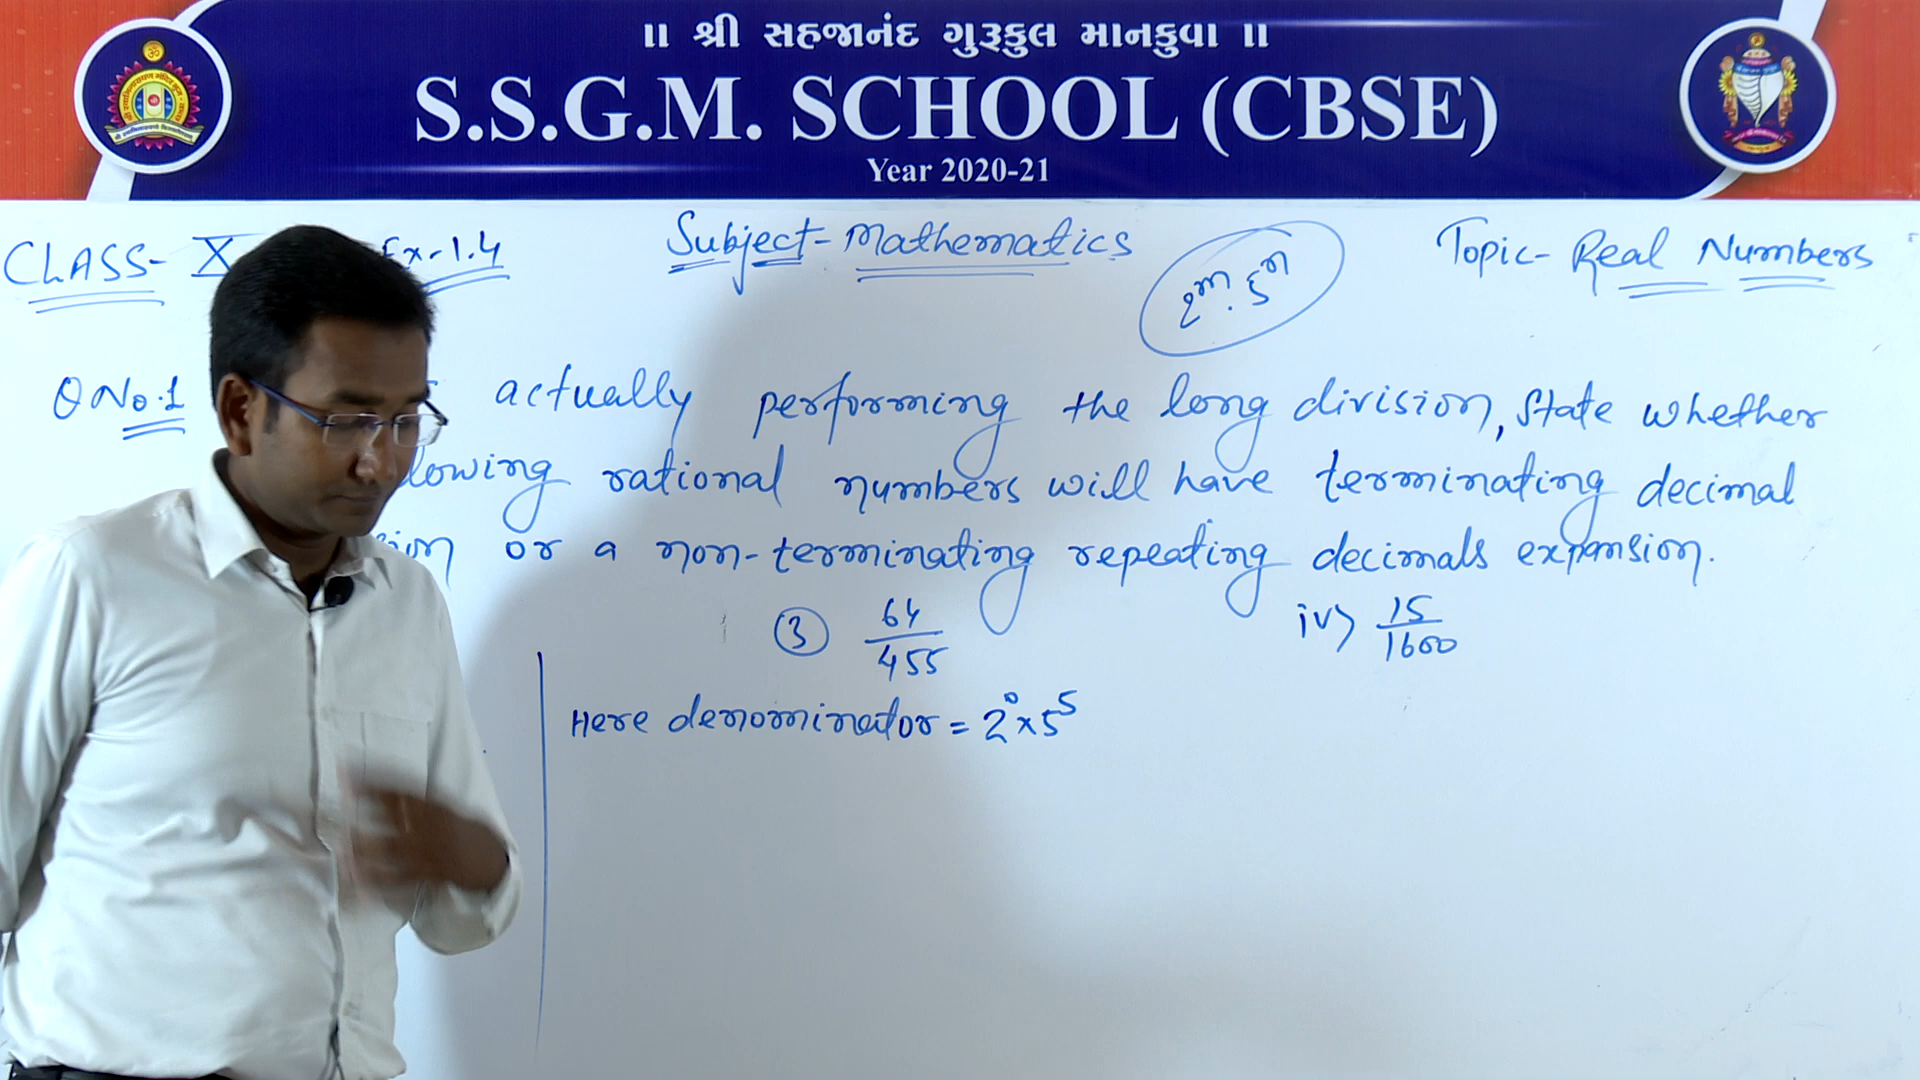 ॥ શ્રી સહજાનંદ ગુરૂકુલ માનકુવા ॥
S.S.G.M. SCHOOL (CBSE)
Year 2020-21
CLASS- X Ex-1.4 Subject-Mathematics Topic- Real Numbers
2ᵐ. 5ⁿ
Q No.1 actually performing the long division, State whether
lowing rational numbers will have terminating decimal
sion or a non-terminating repeating decimals expansion.
③ 64/455 iv> 15/1600
Here denominator = 2⁰×5⁵